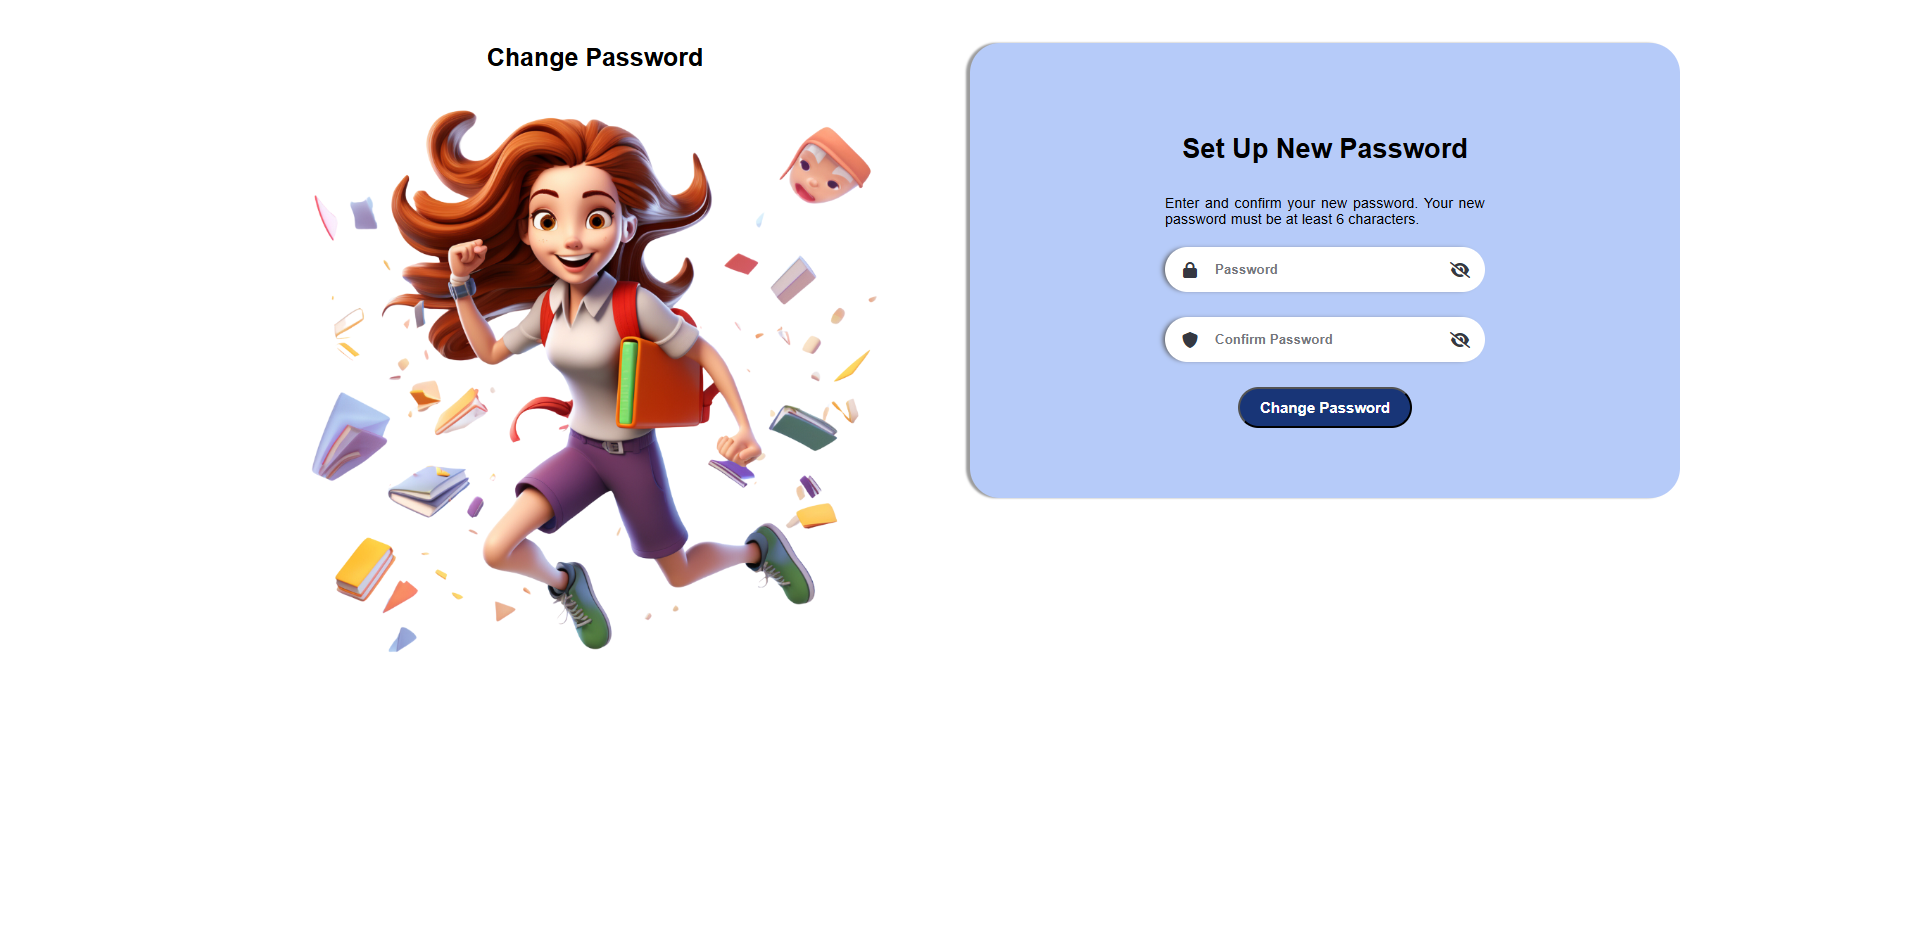 Change Password
Set Up New Password
Enter and confirm your new password. Your new
password must be at least 6 characters.
Password
Confirm Password
Change Password